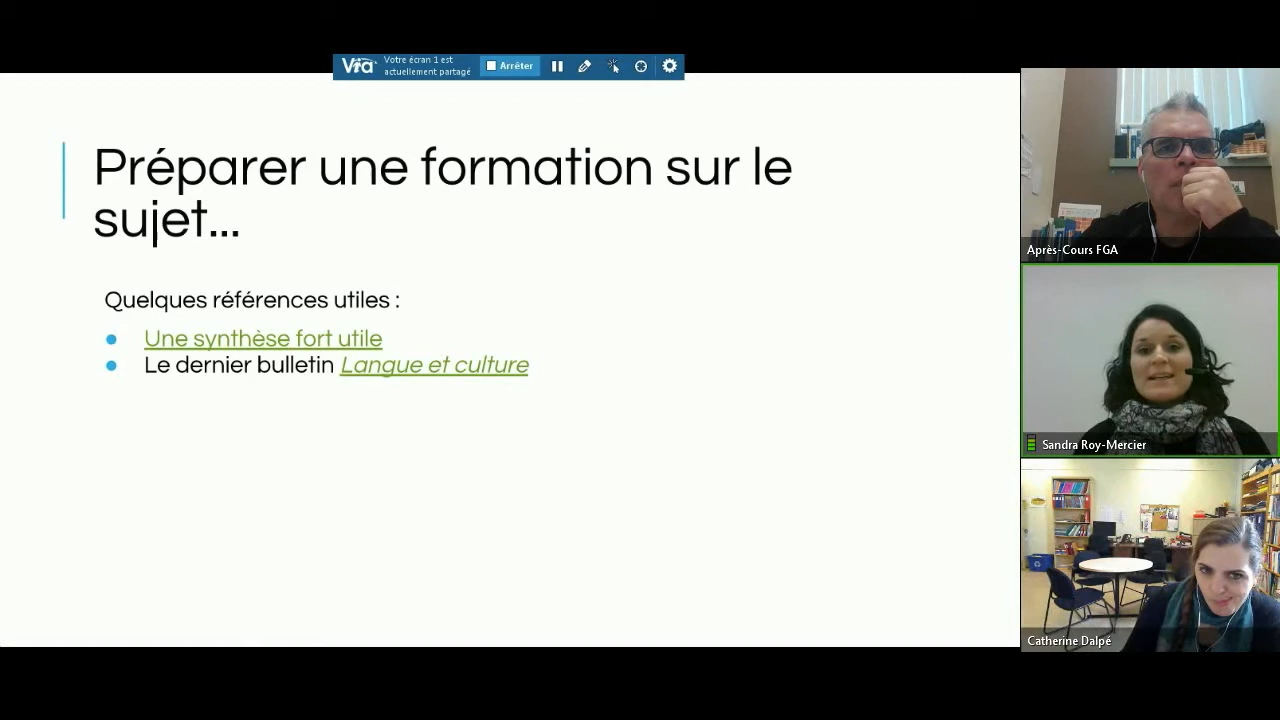 Via
Votre écran 1 est
actuellement partagé
Arrêter
Préparer une formation sur le
sujet...
Quelques références utiles :
Une synthèse fort utile
Le dernier bulletin Langue et culture
Après-Cours FGA
Sandra Roy-Mercier
Catherine Dalpé